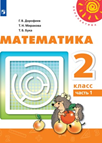 Г. В. Дорофеев
Т. Н. Миракова
Т. Б. Бука
МАТЕМАТИКА
2
класс
часть 1